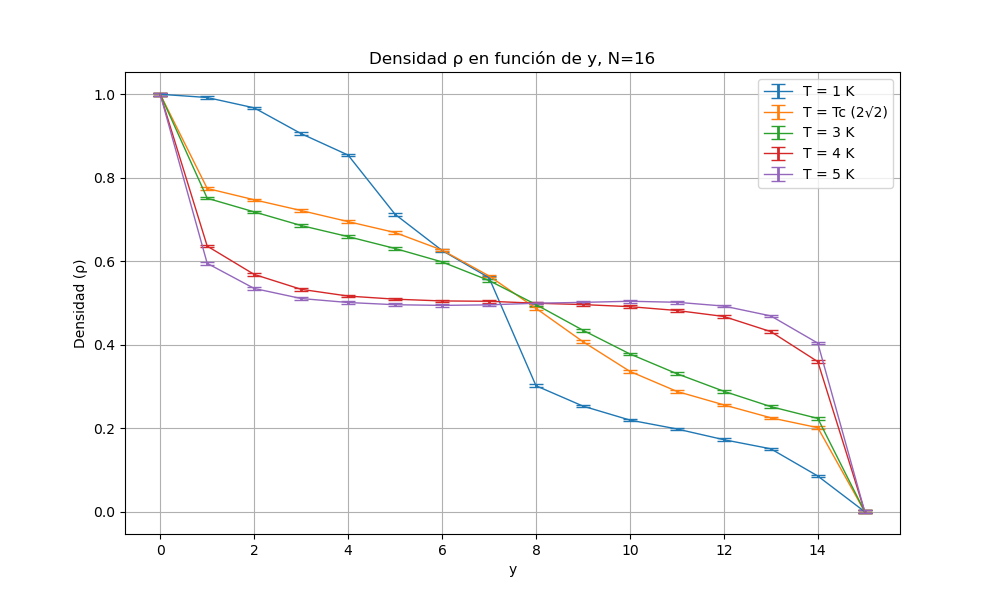 Densidad ρ en función de y, N=16
T = 1 K
T = Tc (2√2)
T = 3 K
T = 4 K
T = 5 K
Densidad (ρ)
1.0
0.8
0.6
0.4
0.2
0.0
0 2 4 6 8 10 12 14
y